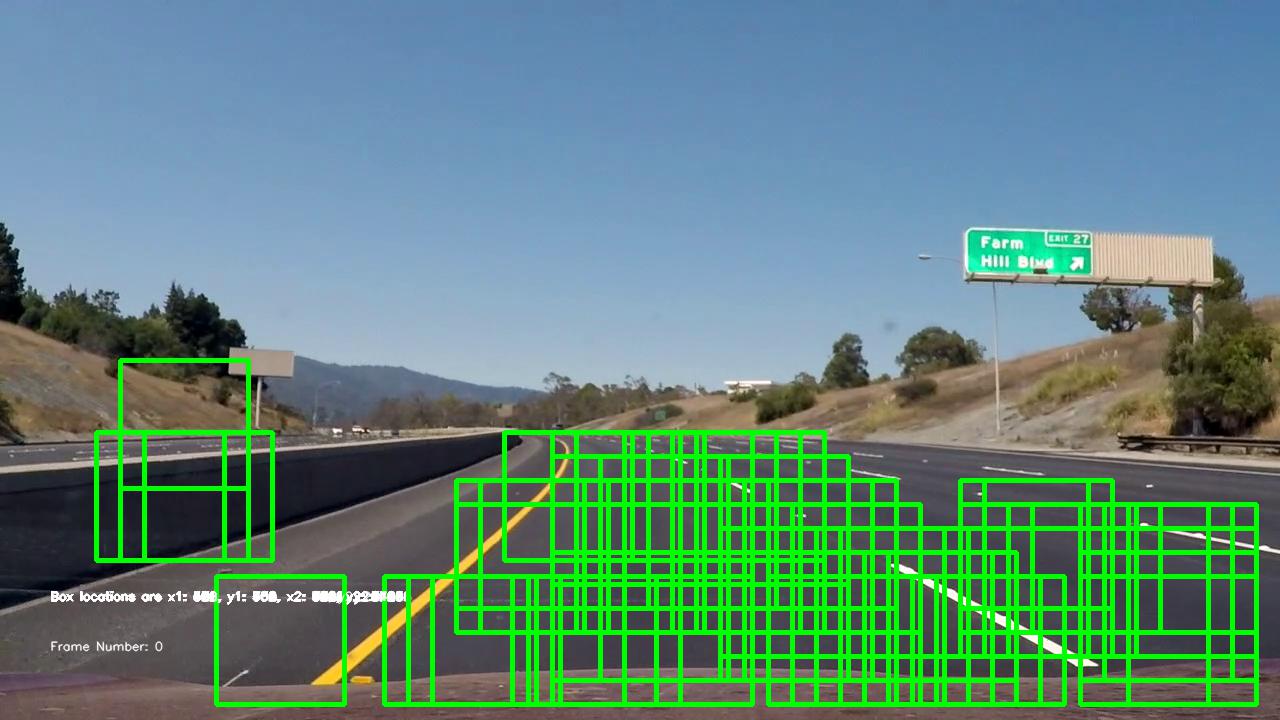 EXIT 27
Farm
Hill Blvd
Box locations are x1: , y1: , x2:
Frame Number: 0